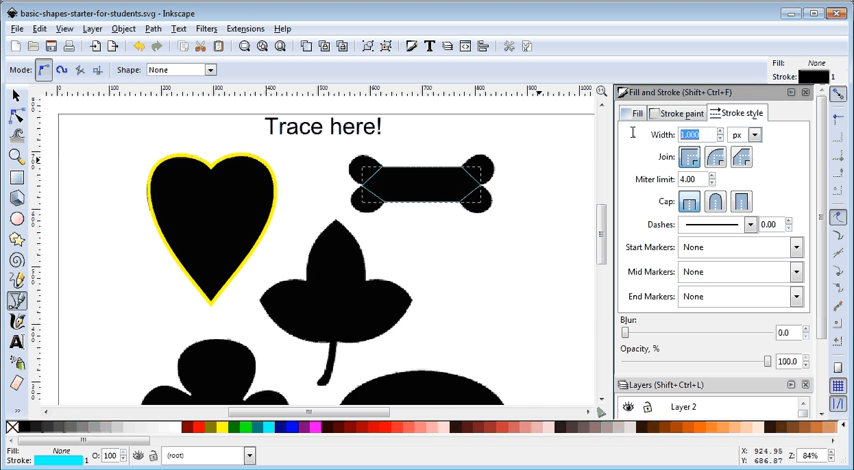 basic-shapes-starter-for-students.svg - Inkscape
File Edit View Layer Object Path Text Filters Extensions Help
Mode: Shape: None
Fill: None
Stroke: 1
Trace here!
Fill and Stroke (Shift+Ctrl+F)
Fill Stroke paint Stroke style
Width: 1.000 px
Join:
Miter limit: 4.00
Cap:
Dashes: 0.00
Start Markers: None
Mid Markers: None
End Markers: None
Blur:
0.0
Opacity, %
100.0
Layers (Shift+Ctrl+L)
Layer 2
Fill: None
Stroke: 1
O: 100
(root)
X: 924.95
Y: 686.87
Z: 84%